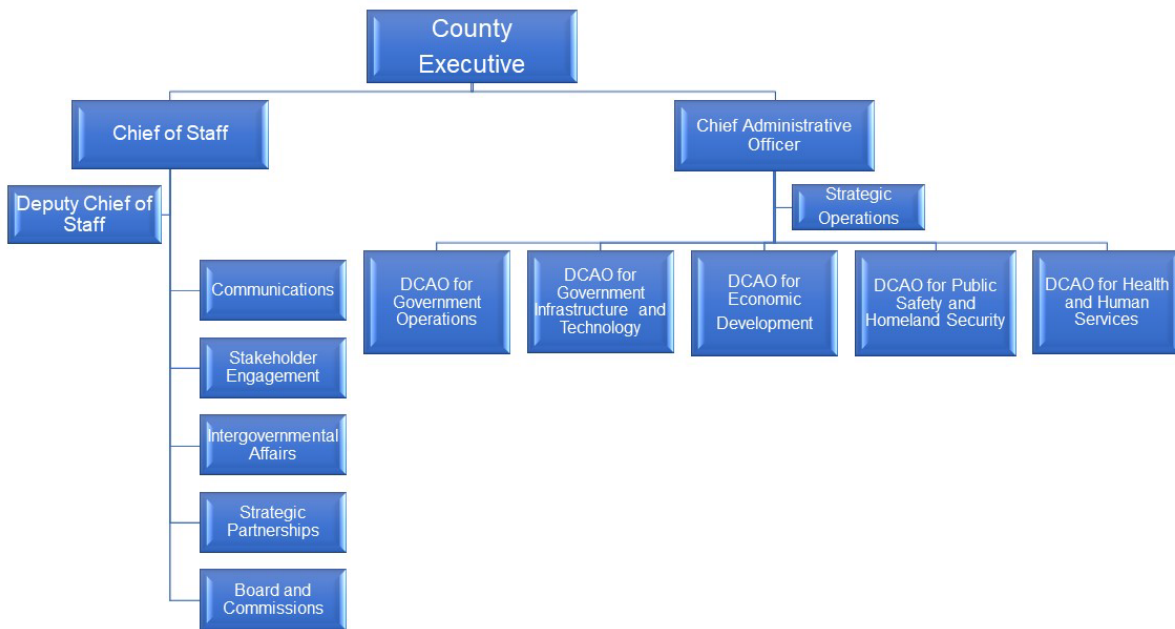 County
Executive
Chief of Staff
Chief Administrative
Officer
Deputy Chief of
Staff
Strategic
Operations
Communications
Stakeholder
Engagement
Intergovernmental
Affairs
Strategic
Partnerships
Board and
Commissions
DCAO for
Government
Operations
DCAO for
Government
Infrastructure and
Technology
DCAO for
Economic
Development
DCAO for Public
Safety and
Homeland Security
DCAO for Health
and Human
Services